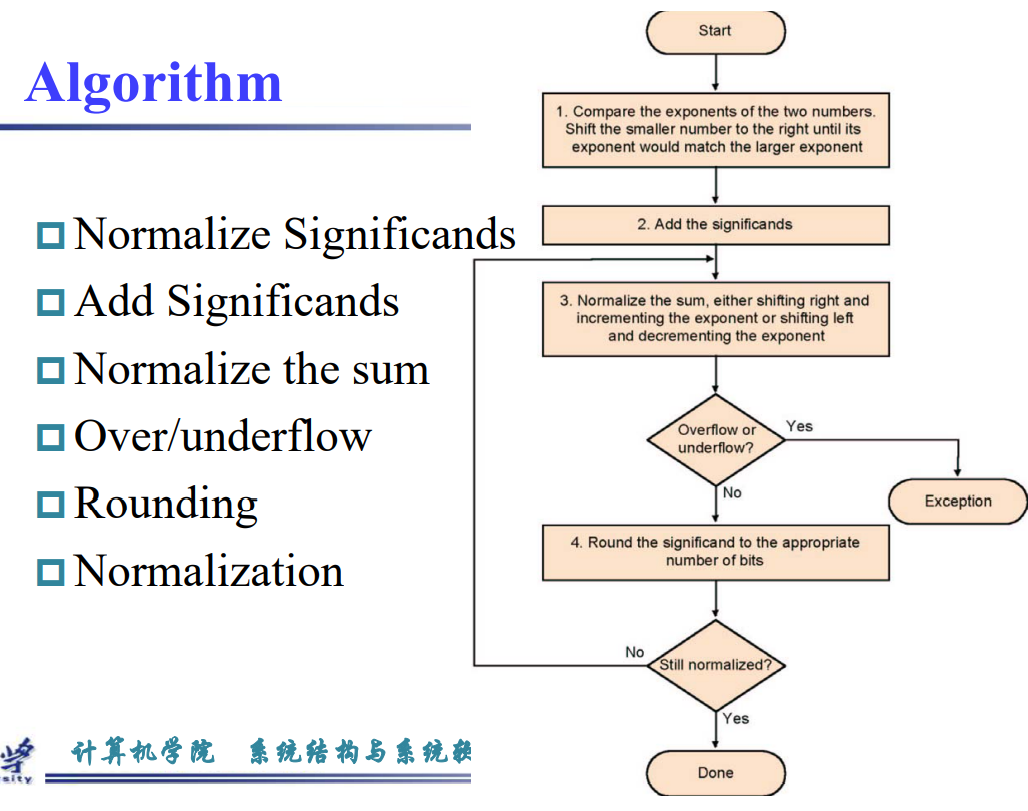 Algorithm
Normalize Significands
Add Significands
Normalize the sum
Over/underflow
Rounding
Normalization
Start
1. Compare the exponents of the two numbers.
Shift the smaller number to the right until its
exponent would match the larger exponent
2. Add the significands
3. Normalize the sum, either shifting right and
incrementing the exponent or shifting left
and decrementing the exponent
Overflow or
underflow?
Yes
No
Exception
4. Round the significand to the appropriate
number of bits
No
Still normalized?
Yes
Done
计算机学院 系统结构与系统软
sity